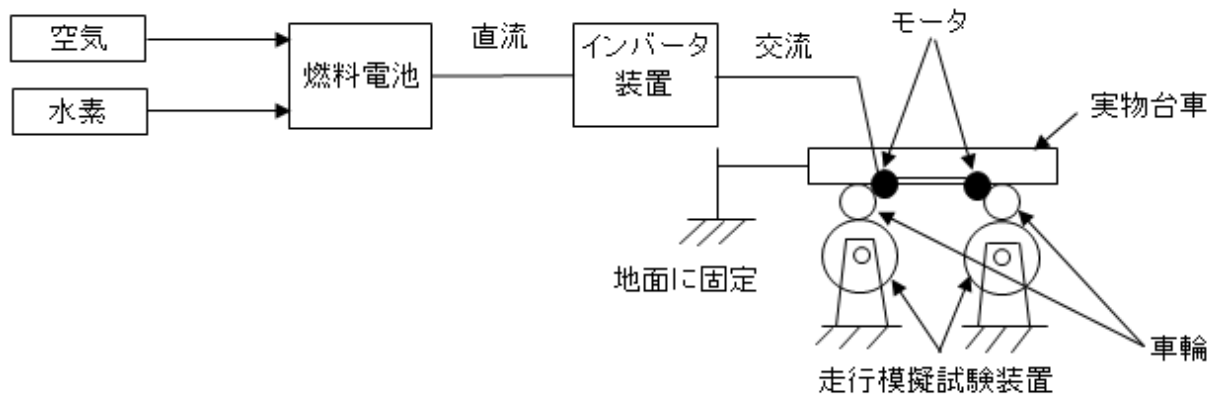 空気
水素
燃料電池
直流
インバータ
装置
交流
モータ
実物台車
地面に固定
車輪
走行模擬試験装置